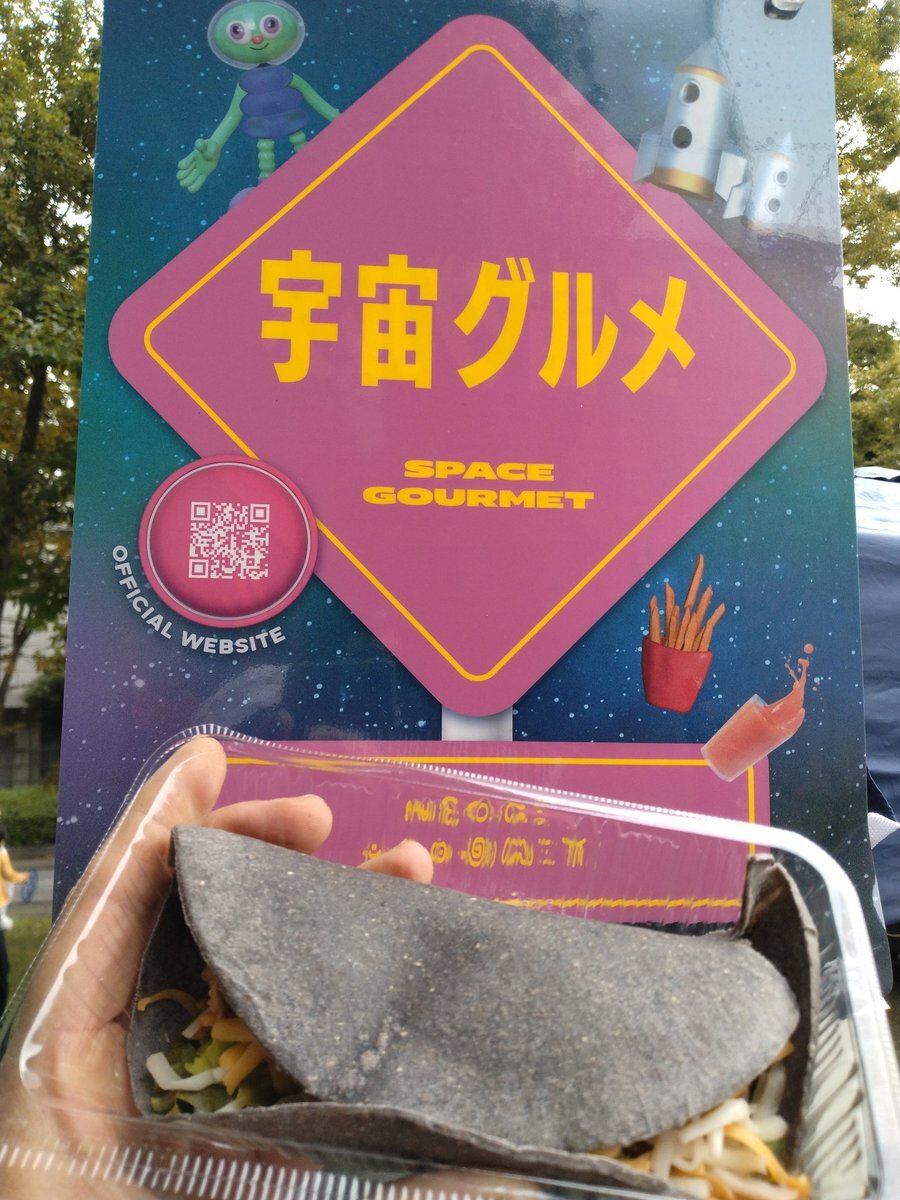 宇宙グルメ
SPACE
GOURMET
OFFICIAL WEBSITE